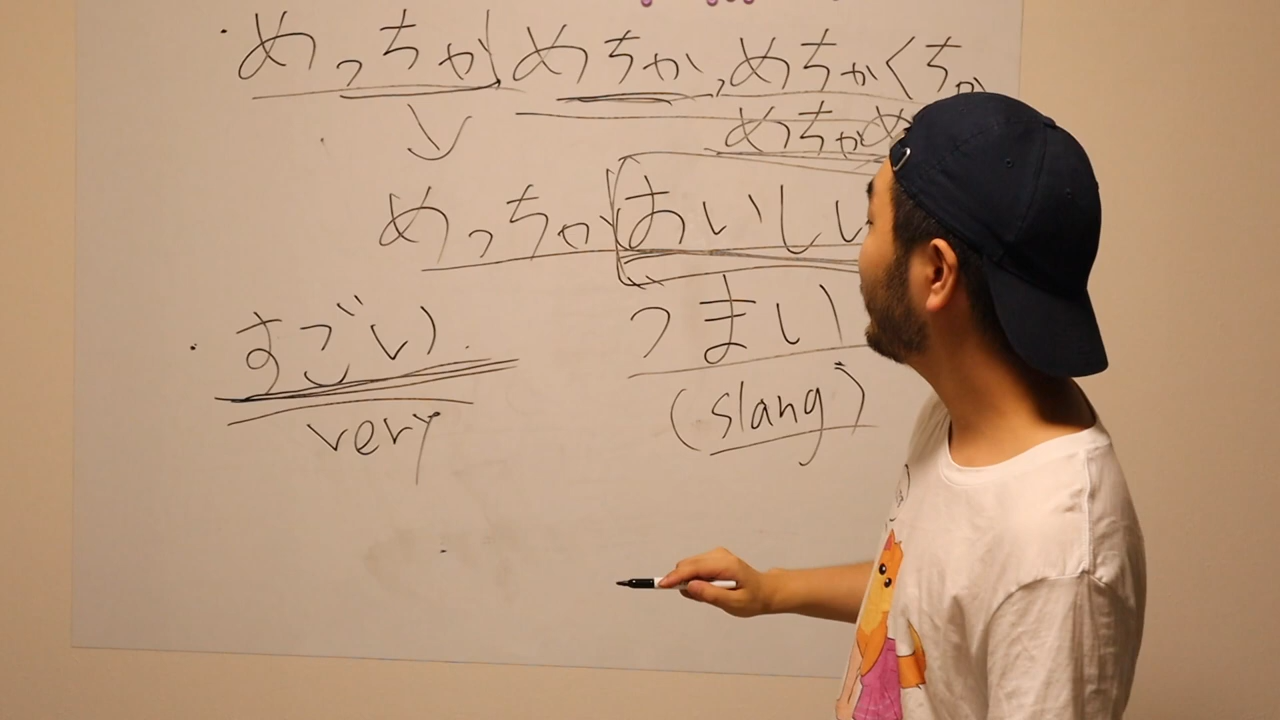 ・めっちゃ めちゃ, めちゃくちゃ
めちゃめ
めっちゃおいしい
・すごい. うまい
very (slang)